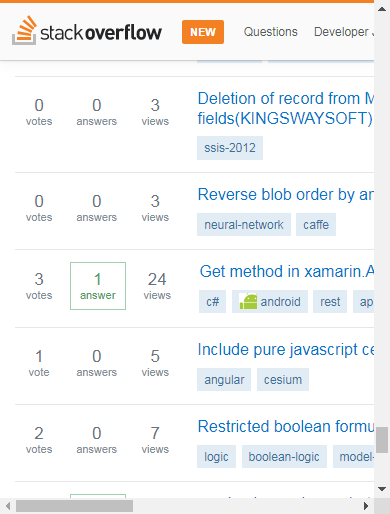 stackoverflow NEW Questions Developer J
0 0 3 Deletion of record from M
votes answers views fields(KINGSWAYSOFT)
ssis-2012
0 0 3 Reverse blob order by an
votes answers views neural-network caffe
3 1 24 Get method in xamarin.A
votes answer views c# android rest ap
1 0 5 Include pure javascript ce
vote answers views angular cesium
2 0 7 Restricted boolean formu
votes answers views logic boolean-logic model-